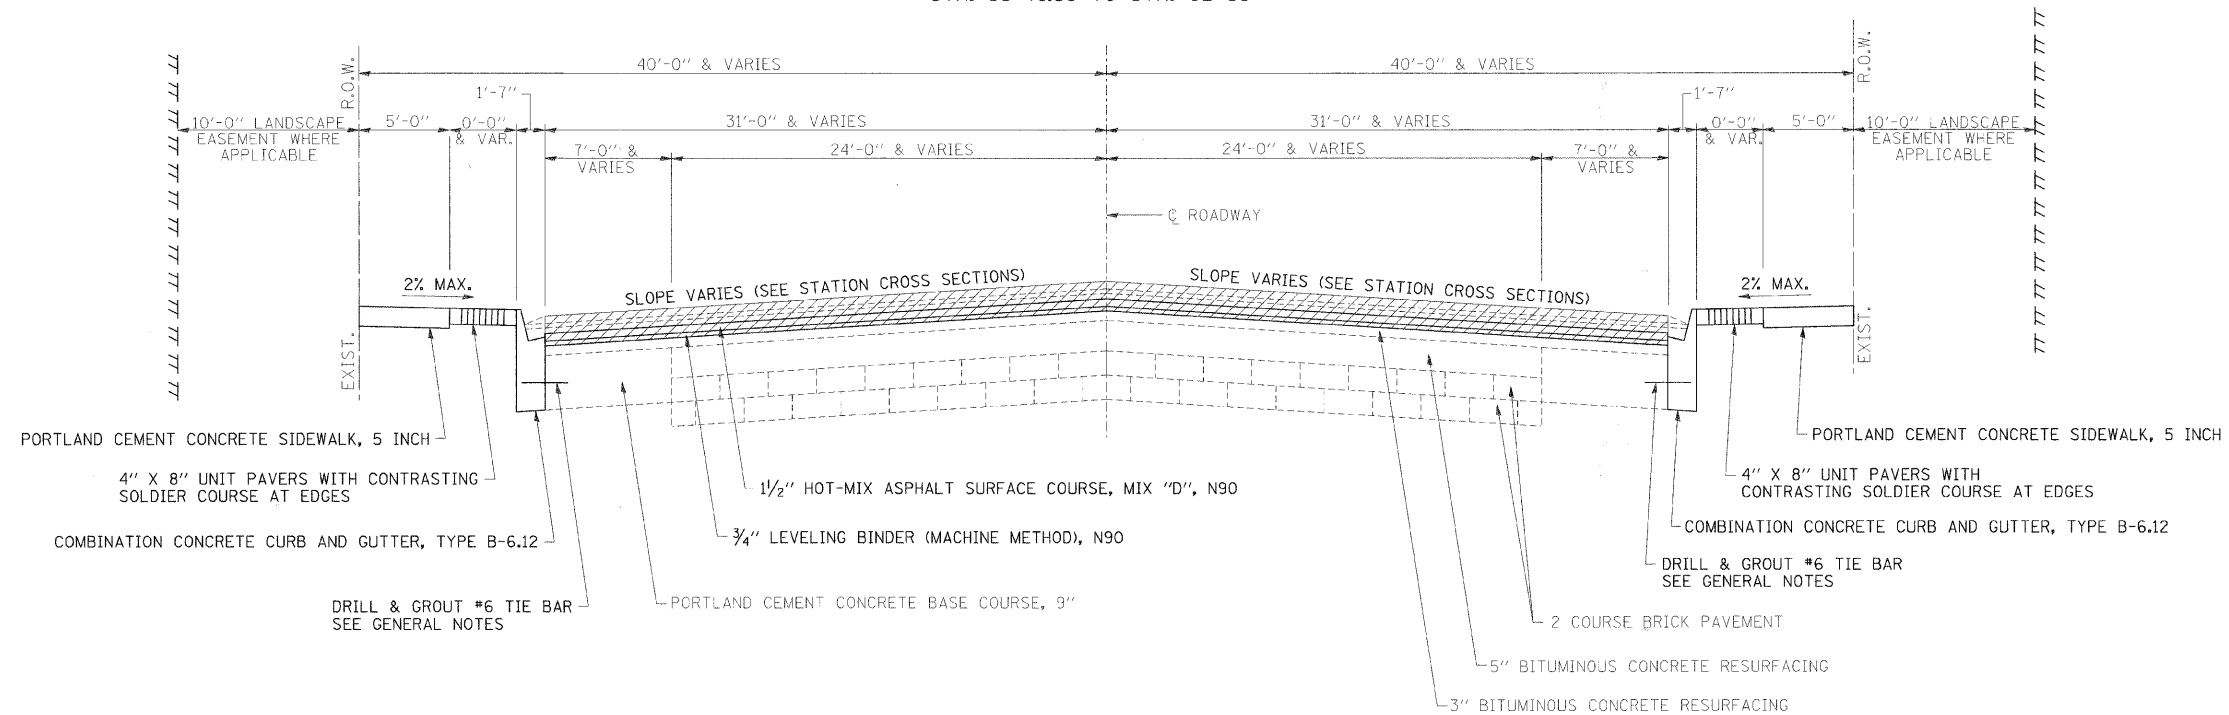 40'-0" & VARIES
40'-0" & VARIES
R.O.W.
R.O.W.
1'-7"
1'-7"
10'-0" LANDSCAPE
EASEMENT WHERE
APPLICABLE
5'-0"
0'-0"
& VAR.
31'-0" & VARIES
31'-0" & VARIES
0'-0"
& VAR.
5'-0"
10'-0" LANDSCAPE
EASEMENT WHERE
APPLICABLE
7'-0" &
VARIES
24'-0" & VARIES
24'-0" & VARIES
7'-0" &
VARIES
℄ ROADWAY
2% MAX.
SLOPE VARIES (SEE STATION CROSS SECTIONS)
SLOPE VARIES (SEE STATION CROSS SECTIONS)
2% MAX.
EXIST.
EXIST.
PORTLAND CEMENT CONCRETE SIDEWALK, 5 INCH
PORTLAND CEMENT CONCRETE SIDEWALK, 5 INCH
4" X 8" UNIT PAVERS WITH CONTRASTING
SOLDIER COURSE AT EDGES
4" X 8" UNIT PAVERS WITH
CONTRASTING SOLDIER COURSE AT EDGES
1½" HOT-MIX ASPHALT SURFACE COURSE, MIX "D", N90
COMBINATION CONCRETE CURB AND GUTTER, TYPE B-6.12
¾" LEVELING BINDER (MACHINE METHOD), N90
COMBINATION CONCRETE CURB AND GUTTER, TYPE B-6.12
DRILL & GROUT #6 TIE BAR
SEE GENERAL NOTES
DRILL & GROUT #6 TIE BAR
SEE GENERAL NOTES
PORTLAND CEMENT CONCRETE BASE COURSE, 9"
2 COURSE BRICK PAVEMENT
5" BITUMINOUS CONCRETE RESURFACING
3" BITUMINOUS CONCRETE RESURFACING